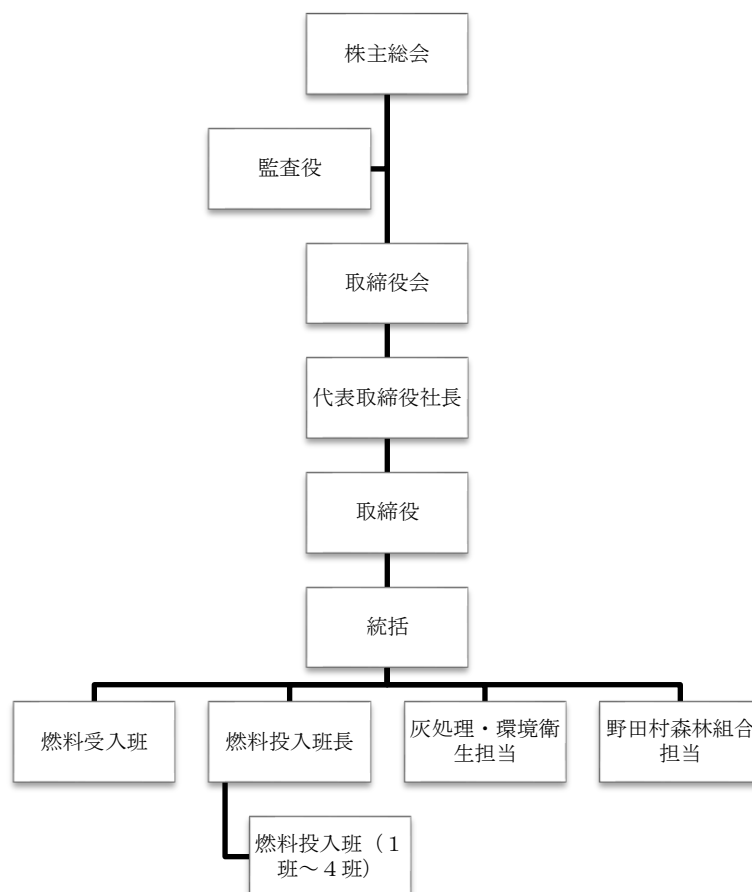 株主総会
監査役
取締役会
代表取締役社長
取締役
統括
燃料受入班
燃料投入班長
灰処理・環境衛
生担当
野田村森林組合
担当
燃料投入班（１
班～４班）